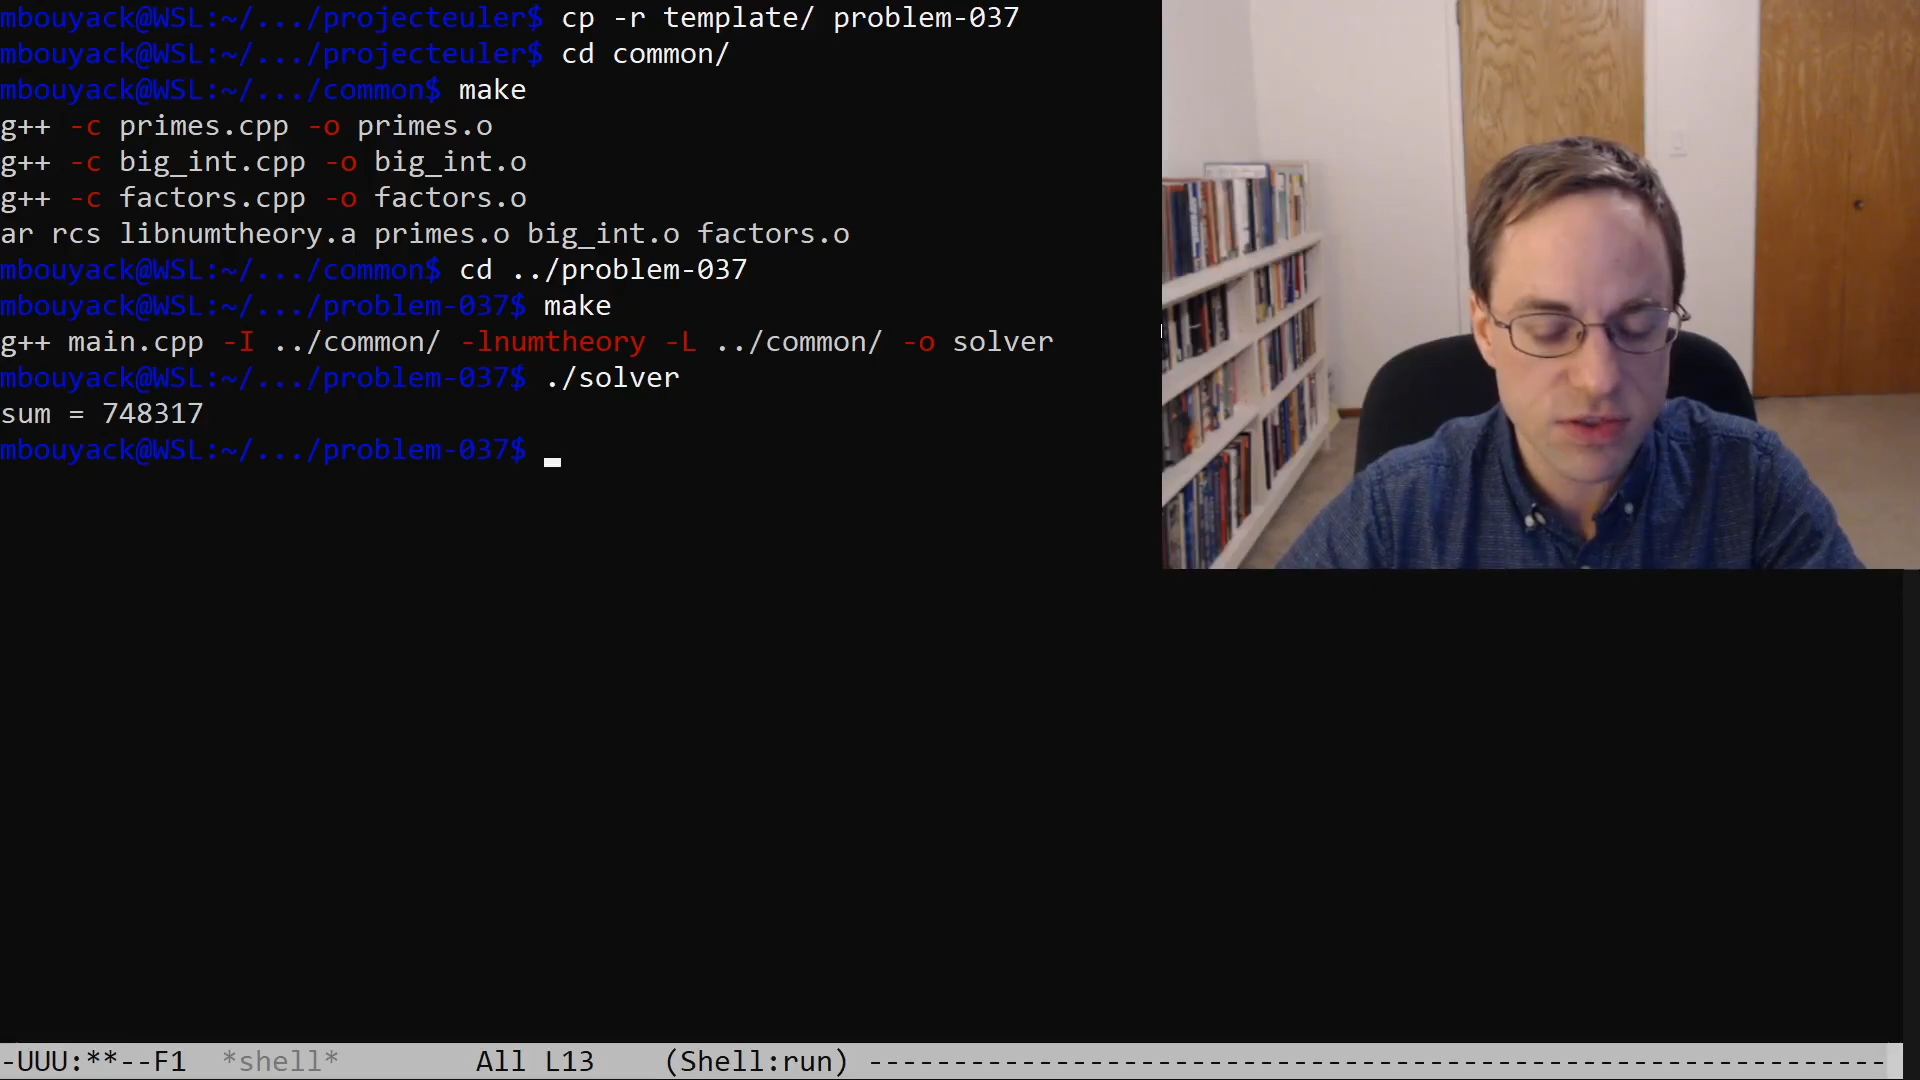 mbouyack@WSL:~/.../projecteuler$ cp -r template/ problem-037
mbouyack@WSL:~/.../projecteuler$ cd common/
mbouyack@WSL:~/.../common$ make
g++ -c primes.cpp -o primes.o
g++ -c big_int.cpp -o big_int.o
g++ -c factors.cpp -o factors.o
ar rcs libnumtheory.a primes.o big_int.o factors.o
mbouyack@WSL:~/.../common$ cd ../problem-037
mbouyack@WSL:~/.../problem-037$ make
g++ main.cpp -I ../common/ -lnumtheory -L ../common/ -o solver
mbouyack@WSL:~/.../problem-037$ ./solver
sum = 748317
mbouyack@WSL:~/.../problem-037$
-UUU:**--F1  *shell*        All L13    (Shell:run) ------------------------------------------------------------